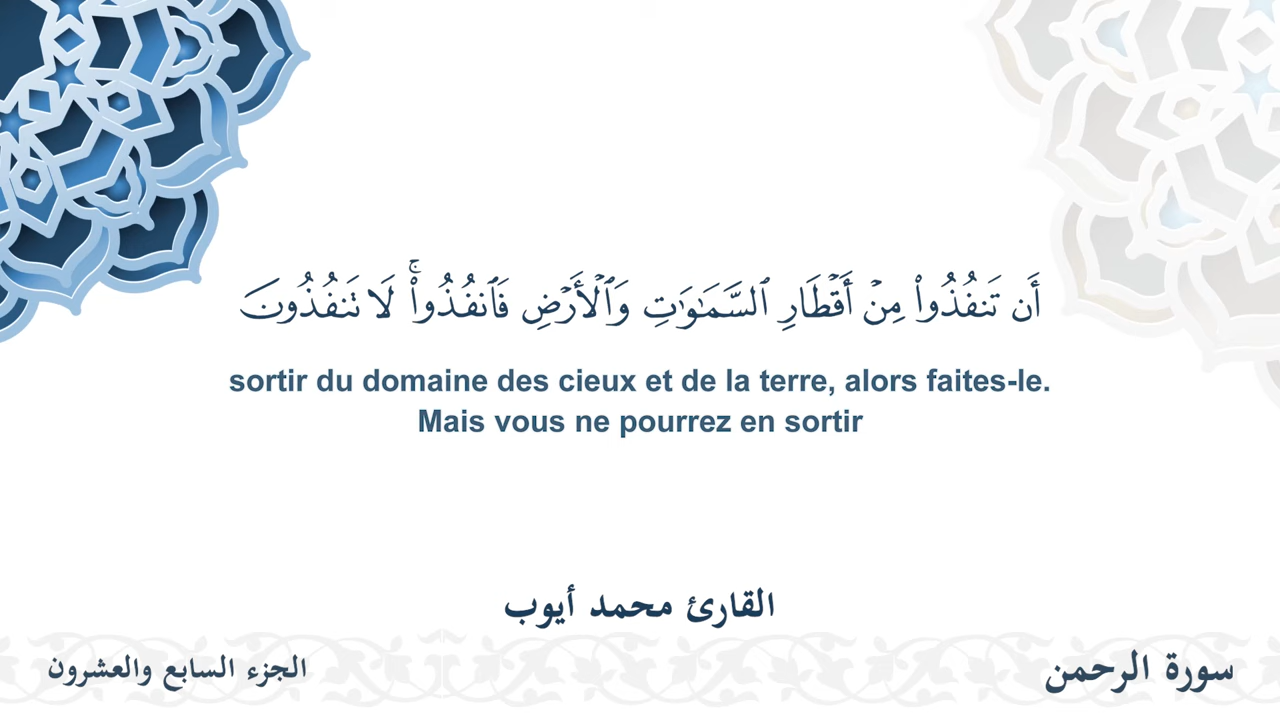 أَن تَنفُذُواْ مِنۡ أَقۡطَارِ ٱلسَّمَٰوَٰتِ وَٱلۡأَرۡضِ فَٱنفُذُواْۚ لَا تَنفُذُونَ
sortir du domaine des cieux et de la terre, alors faites-le.
Mais vous ne pourrez en sortir
القارئ محمد أيوب
سورة الرحمن
الجزء السابع والعشرون